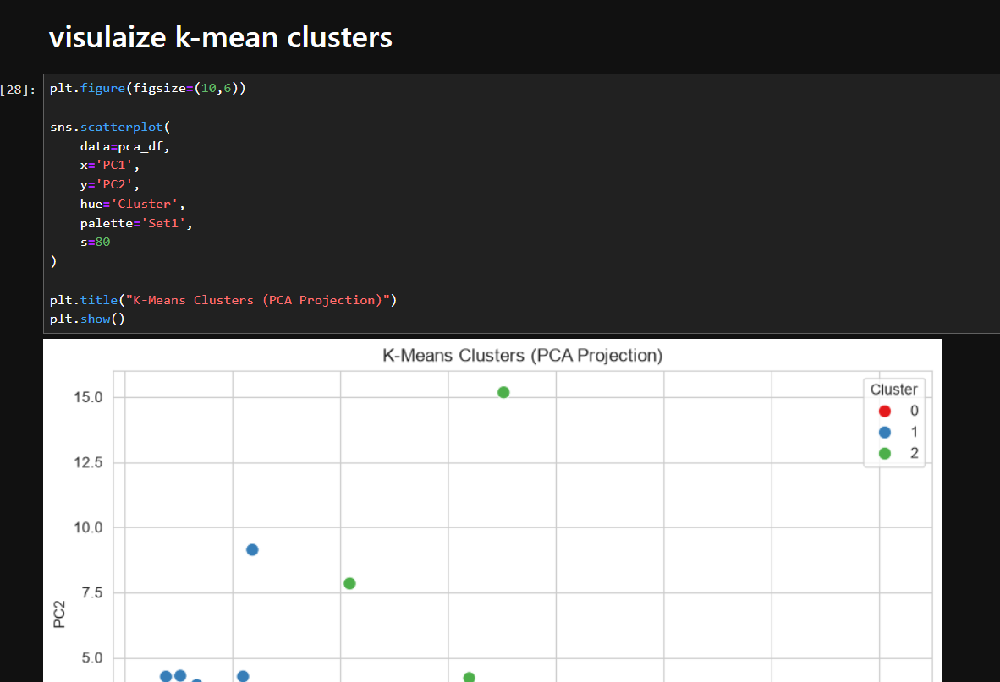 visulaize k-mean clusters
[28]:
plt.figure(figsize=(10,6))
sns.scatterplot(
    data=pca_df,
    x='PC1',
    y='PC2',
    hue='Cluster',
    palette='Set1',
    s=80
)
plt.title("K-Means Clusters (PCA Projection)")
plt.show()
K-Means Clusters (PCA Projection)
Cluster
0
1
2
15.0
12.5
10.0
7.5
5.0
PC2